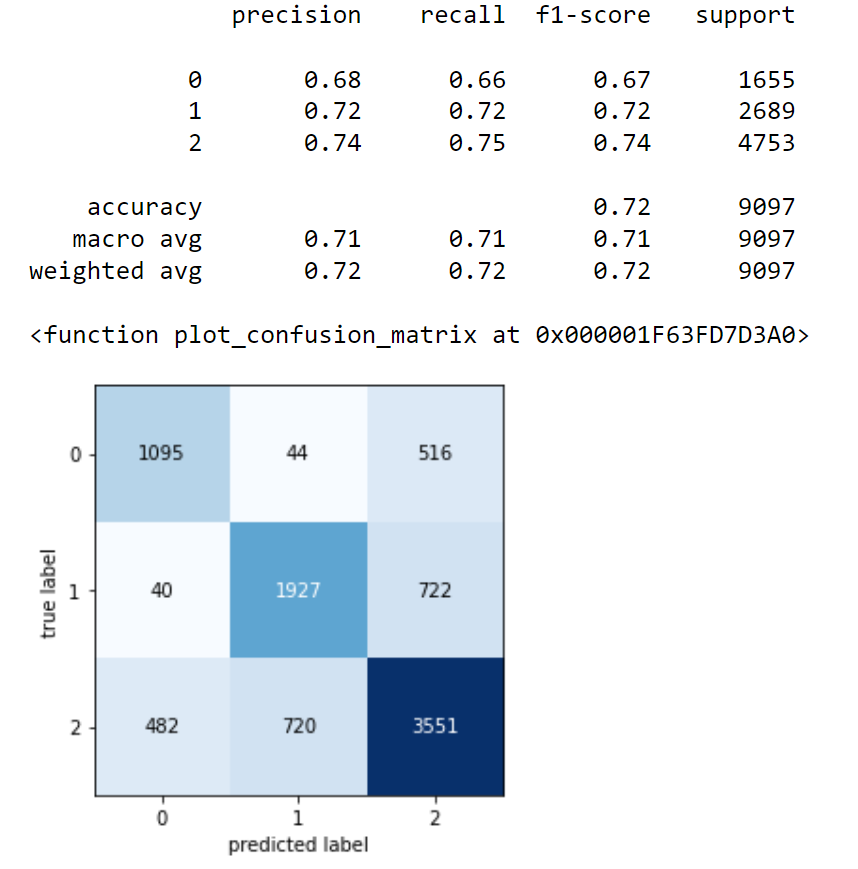 precision recall f1-score support
0 0.68 0.66 0.67 1655
1 0.72 0.72 0.72 2689
2 0.74 0.75 0.74 4753
accuracy 0.72 9097
macro avg 0.71 0.71 0.71 9097
weighted avg 0.72 0.72 0.72 9097
<function plot_confusion_matrix at 0x000001F63FD7D3A0>
0 1095 44 516
true label
1 40 1927 722
2 482 720 3551
0 1 2
predicted label